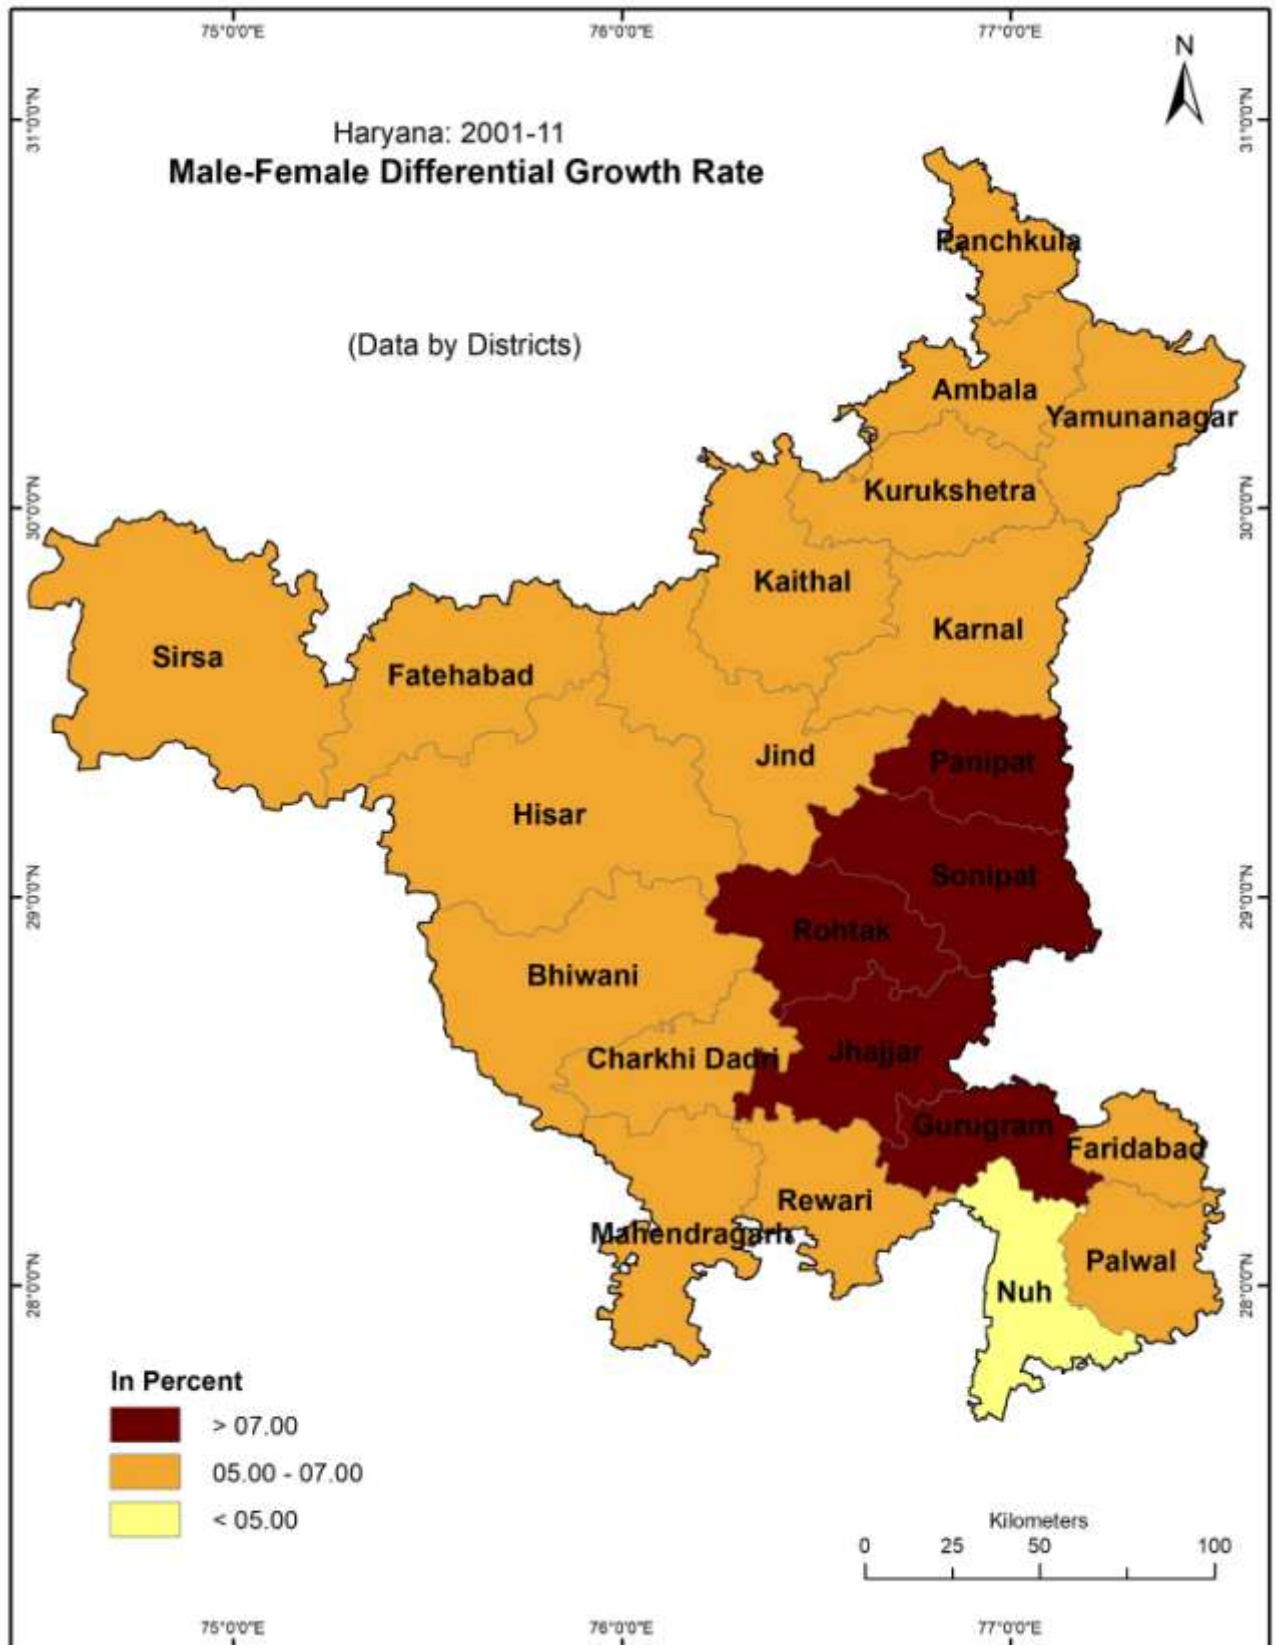 75°0'0"E 76°0'0"E 77°0'0"E
N
31°0'0"N 31°0'0"N
Haryana: 2001-11
Male-Female Differential Growth Rate
Panchkula
(Data by Districts)
Ambala
Yamunanagar
Kurukshetra
30°0'0"N 30°0'0"N
Kaithal
Karnal
Sirsa
Fatehabad
Jind
Panipat
Hisar
Sonipat
29°0'0"N 29°0'0"N
Rohtak
Bhiwani
Charkhi Dadri
Jhajjar
Gurugram
Faridabad
Rewari
Mahendragarh
Palwal
28°0'0"N 28°0'0"N
Nuh
In Percent
> 07.00
05.00 - 07.00
< 05.00
Kilometers
0 25 50 100
75°0'0"E 76°0'0"E 77°0'0"E